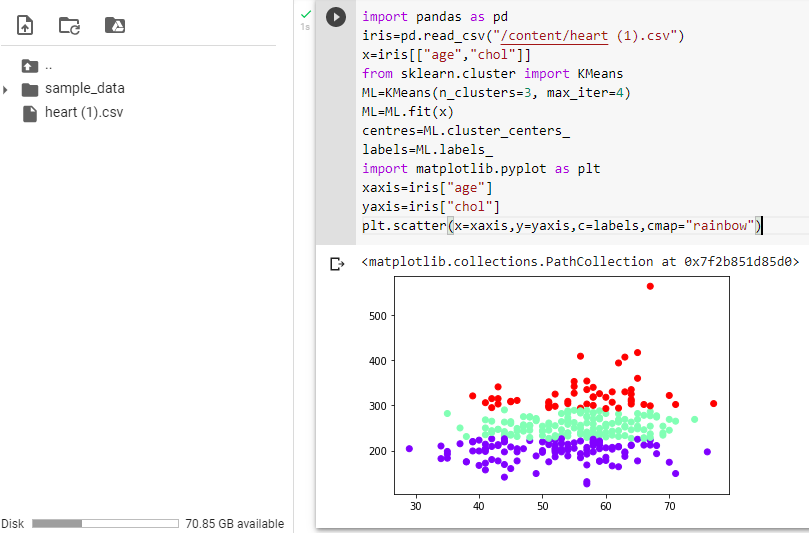 ..
sample_data
heart (1).csv
Disk 70.85 GB available
1s
import pandas as pd
iris=pd.read_csv("/content/heart (1).csv")
x=iris[["age","chol"]]
from sklearn.cluster import KMeans
ML=KMeans(n_clusters=3, max_iter=4)
ML=ML.fit(x)
centres=ML.cluster_centers_
labels=ML.labels_
import matplotlib.pyplot as plt
xaxis=iris["age"]
yaxis=iris["chol"]
plt.scatter(x=xaxis,y=yaxis,c=labels,cmap="rainbow")
<matplotlib.collections.PathCollection at 0x7f2b851d85d0>
500
400
300
200
30 40 50 60 70